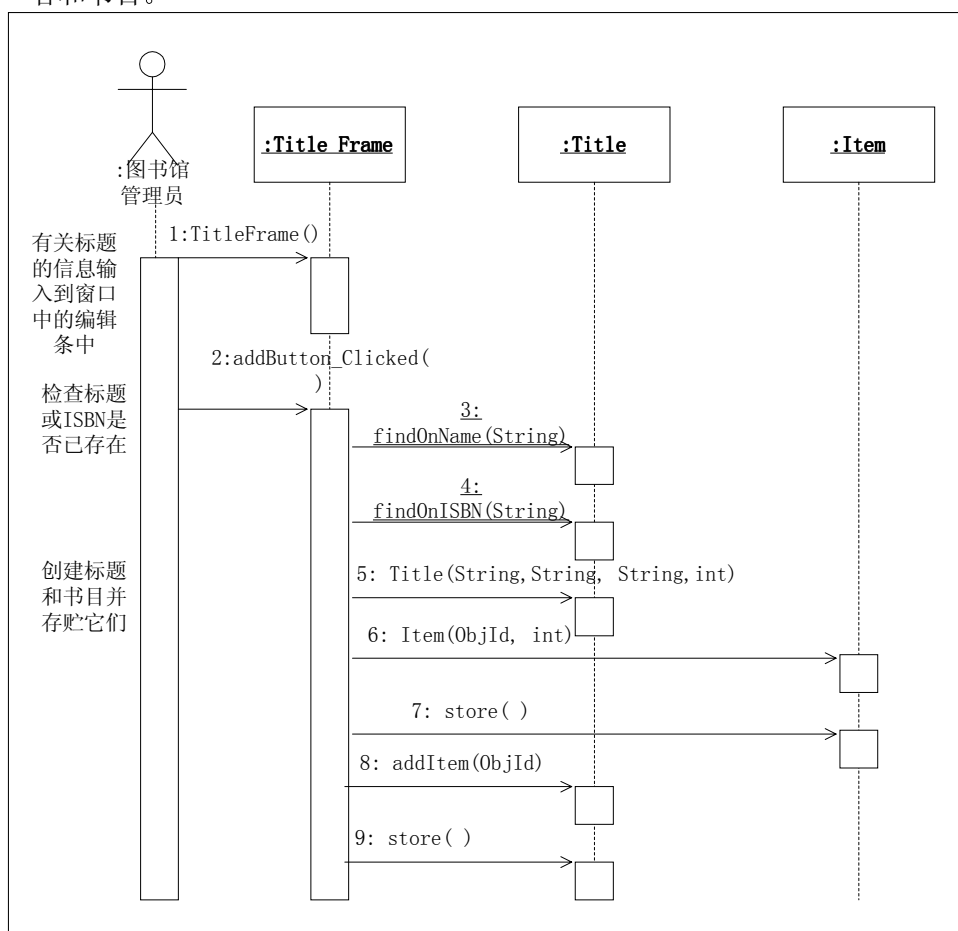 :Title Frame
:Title
:Item
:图书馆
管理员
1:TitleFrame()
有关标题
的信息输
入到窗口
中的编辑
条中
2:addButton_Clicked(
)
检查标题
或ISBN是
否已存在
3:
findOnName(String)
4:
findOnISBN(String)
创建标题
和书目并
存贮它们
5: Title(String,String, String,int)
6: Item(ObjId, int)
7: store( )
8: addItem(ObjId)
9: store( )